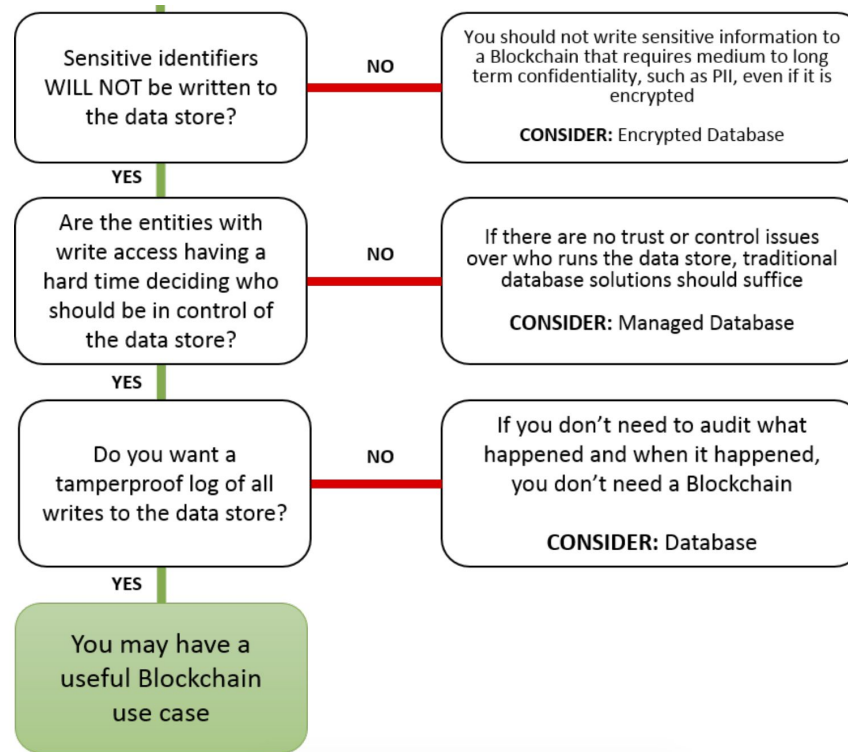 Sensitive identifiers
WILL NOT be written to
the data store?
NO
You should not write sensitive information to
a Blockchain that requires medium to long
term confidentiality, such as PII, even if it is
encrypted
CONSIDER: Encrypted Database
YES
Are the entities with
write access having a
hard time deciding who
should be in control of
the data store?
NO
If there are no trust or control issues
over who runs the data store, traditional
database solutions should suffice
CONSIDER: Managed Database
YES
Do you want a
tamperproof log of all
writes to the data store?
NO
If you don’t need to audit what
happened and when it happened,
you don’t need a Blockchain
CONSIDER: Database
YES
You may have a
useful Blockchain
use case